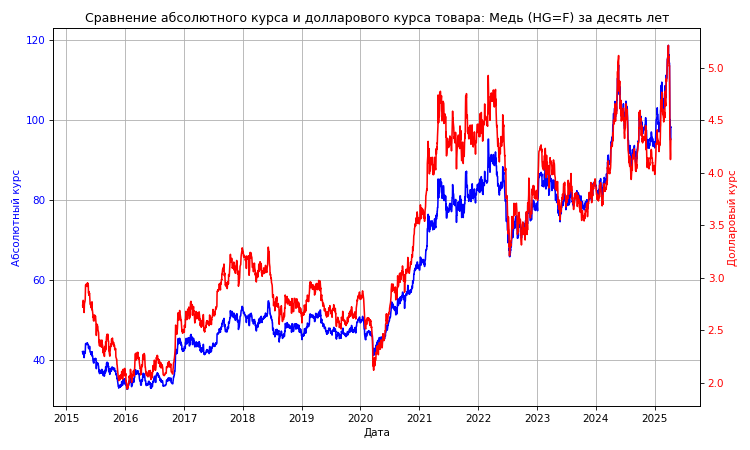 Сравнение абсолютного курса и долларового курса товара: Медь (HG=F) за десять лет
120
100
80
60
40
Абсолютный курс
5.0
4.5
4.0
3.5
3.0
2.5
2.0
Долларовый курс
2015 2016 2017 2018 2019 2020 2021 2022 2023 2024 2025
Дата